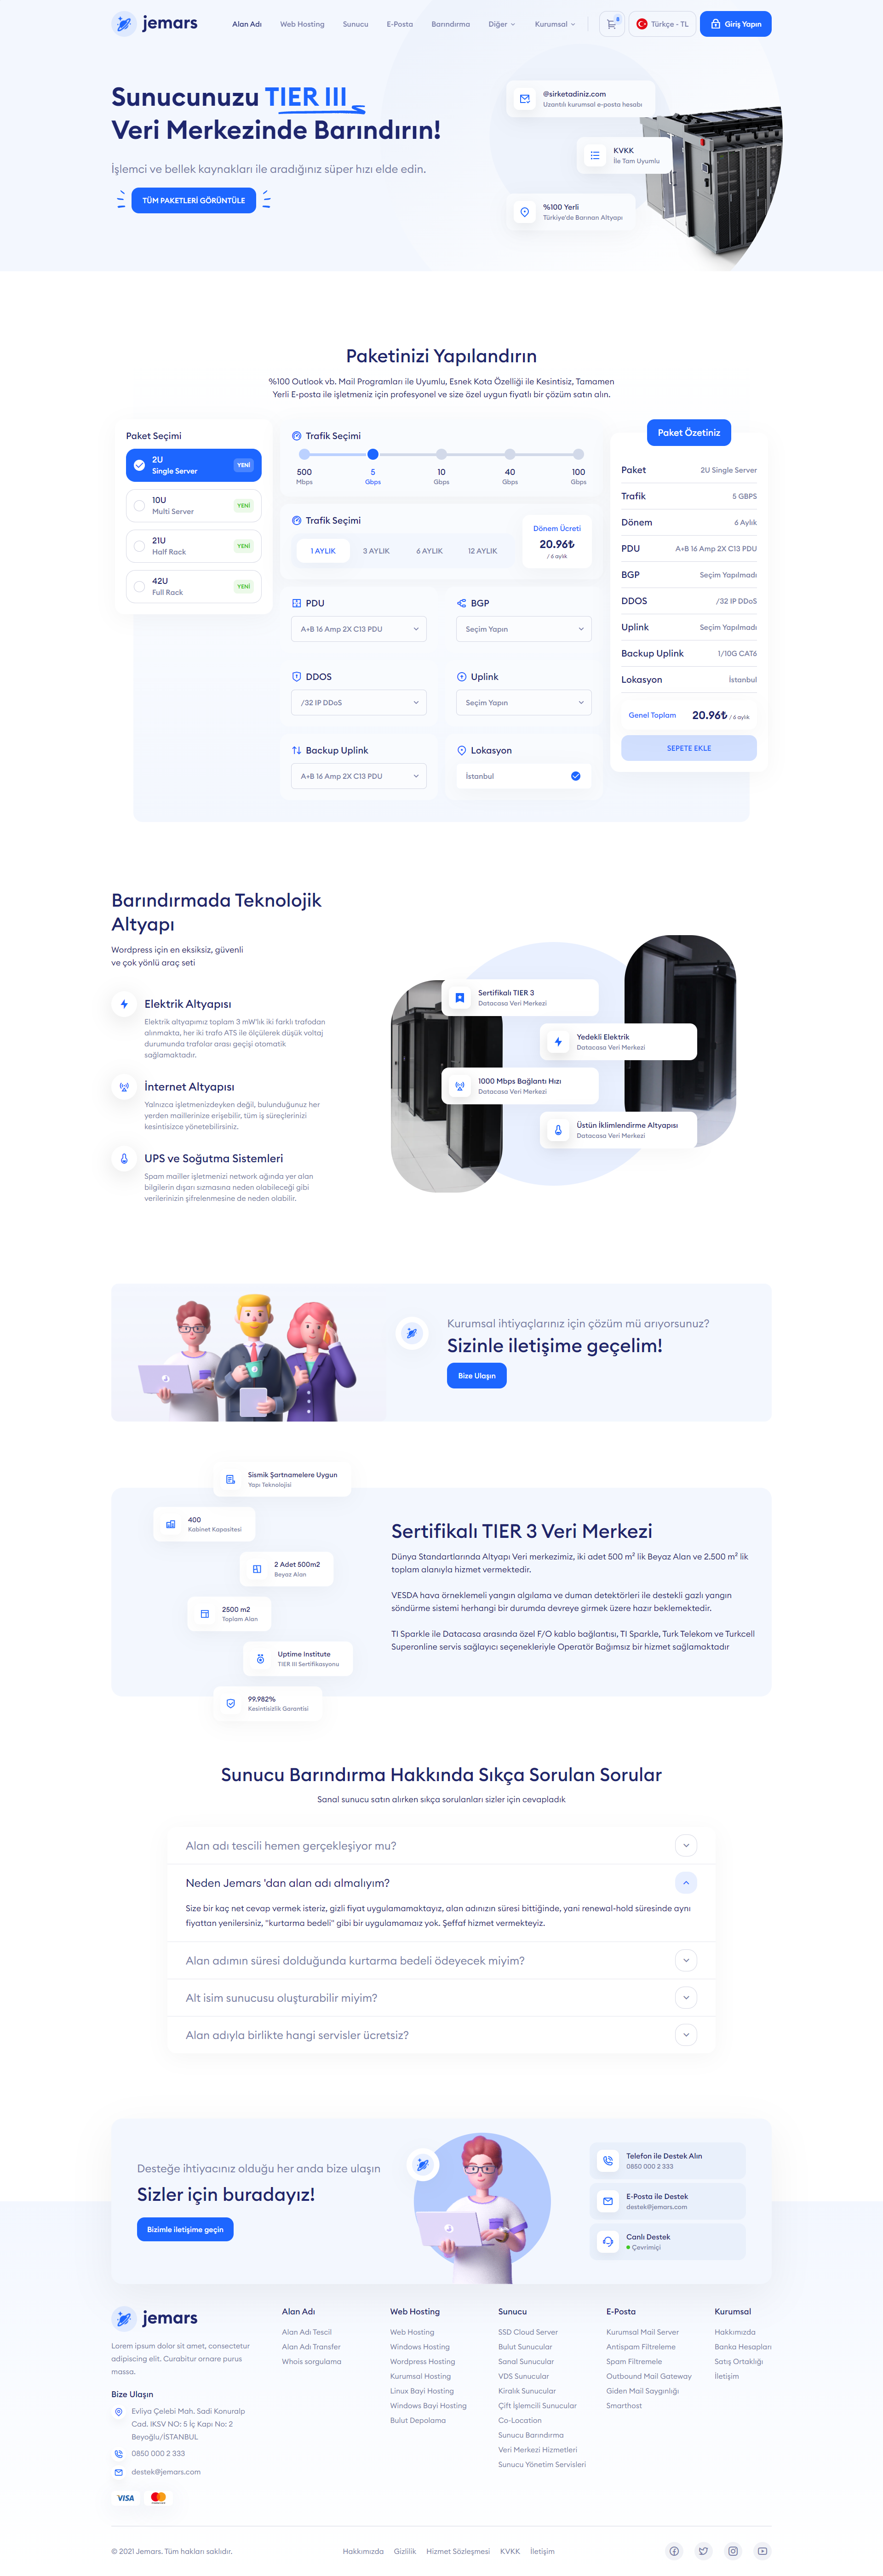 jemars
Alan Adı
Web Hosting
Sunucu
E-Posta
Barındırma
Diğer
Kurumsal
0
Türkçe - TL
Giriş Yapın
Sunucunuzu TIER III
Veri Merkezinde Barındırın!
İşlemci ve bellek kaynakları ile aradığınız süper hızı elde edin.
TÜM PAKETLERİ GÖRÜNTÜLE
@sirketadiniz.com
Uzantılı kurumsal e-posta hesabı
KVKK
İle Tam Uyumlu
%100 Yerli
Türkiye'de Barınan Altyapı
Paketinizi Yapılandırın
%100 Outlook vb. Mail Programları ile Uyumlu, Esnek Kota Özelliği ile Kesintisiz, Tamamen
Yerli E-posta ile işletmeniz için profesyonel ve size özel uygun fiyatlı bir çözüm satın alın.
Paket Seçimi
2U
Single Server
YENİ
10U
Multi Server
YENİ
21U
Half Rack
YENİ
42U
Full Rack
YENİ
Trafik Seçimi
500
Mbps
5
Gbps
10
Gbps
40
Gbps
100
Gbps
Trafik Seçimi
1 AYLIK
3 AYLIK
6 AYLIK
12 AYLIK
Dönem Ücreti
20.96₺
/ 6 aylık
PDU
A+B 16 Amp 2X C13 PDU
BGP
Seçim Yapın
DDOS
/32 IP DDoS
Uplink
Seçim Yapın
Backup Uplink
A+B 16 Amp 2X C13 PDU
Lokasyon
İstanbul
Paket Özetiniz
Paket 2U Single Server
Trafik 5 GBPS
Dönem 6 Aylık
PDU A+B 16 Amp 2X C13 PDU
BGP Seçim Yapılmadı
DDOS /32 IP DDoS
Uplink Seçim Yapılmadı
Backup Uplink 1/10G CAT6
Lokasyon İstanbul
Genel Toplam 20.96₺ / 6 aylık
SEPETE EKLE
Barındırmada Teknolojik
Altyapı
Wordpress için en eksiksiz, güvenli
ve çok yönlü araç seti
Elektrik Altyapısı
Elektrik altyapımız toplam 3 mW'lık iki farklı trafodan
alınmakta, her iki trafo ATS ile ölçülerek düşük voltaj
durumunda trafolar arası geçişi otomatik
sağlamaktadır.
İnternet Altyapısı
Yalnızca işletmenizdeyken değil, bulunduğunuz her
yerden maillerinize erişebilir, tüm iş süreçlerinizi
kesintisizce yönetebilirsiniz.
UPS ve Soğutma Sistemleri
Spam mailler işletmenizi network ağında yer alan
bilgilerin dışarı sızmasına neden olabileceği gibi
verilerinizin şifrelenmesine de neden olabilir.
Sertifikalı TIER 3
Datacasa Veri Merkezi
Yedekli Elektrik
Datacasa Veri Merkezi
1000 Mbps Bağlantı Hızı
Datacasa Veri Merkezi
Üstün İklimlendirme Altyapısı
Datacasa Veri Merkezi
Kurumsal ihtiyaçlarınız için çözüm mü arıyorsunuz?
Sizinle iletişime geçelim!
Bize Ulaşın
Sismik Şartnamelere Uygun
Yapı Teknolojisi
400
Kabinet Kapasitesi
2 Adet 500m2
Beyaz Alan
2500 m2
Toplam Alan
Uptime Institute
TIER III Sertifikasyonu
99.982%
Kesintisizlik Garantisi
Sertifikalı TIER 3 Veri Merkezi
Dünya Standartlarında Altyapı Veri merkezimiz, iki adet 500 m² lik Beyaz Alan ve 2.500 m² lik
toplam alanıyla hizmet vermektedir.
VESDA hava örneklemeli yangın algılama ve duman detektörleri ile destekli gazlı yangın
söndürme sistemi herhangi bir durumda devreye girmek üzere hazır beklemektedir.
TI Sparkle ile Datacasa arasında özel F/O kablo bağlantısı, TI Sparkle, Turk Telekom ve Turkcell
Superonline servis sağlayıcı seçenekleriyle Operatör Bağımsız bir hizmet sağlamaktadır
Sunucu Barındırma Hakkında Sıkça Sorulan Sorular
Sanal sunucu satın alırken sıkça sorulanları sizler için cevapladık
Alan adı tescili hemen gerçekleşiyor mu?
Neden Jemars 'dan alan adı almalıyım?
Size bir kaç net cevap vermek isteriz, gizli fiyat uygulamamaktayız, alan adınızın süresi bittiğinde, yani renewal-hold süresinde aynı
fiyattan yenilersiniz, "kurtarma bedeli" gibi bir uygulamamaız yok. Şeffaf hizmet vermekteyiz.
Alan adımın süresi dolduğunda kurtarma bedeli ödeyecek miyim?
Alt isim sunucusu oluşturabilir miyim?
Alan adıyla birlikte hangi servisler ücretsiz?
Desteğe ihtiyacınız olduğu her anda bize ulaşın
Sizler için buradayız!
Bizimle iletişime geçin
Telefon ile Destek Alın
0850 000 2 333
E-Posta ile Destek
destek@jemars.com
Canlı Destek
Çevrimiçi
jemars
Lorem ipsum dolor sit amet, consectetur
adipiscing elit. Curabitur ornare purus
massa.
Bize Ulaşın
Evliya Çelebi Mah. Sadi Konuralp
Cad. IKSV NO: 5 İç Kapı No: 2
Beyoğlu/İSTANBUL
0850 000 2 333
destek@jemars.com
VISA
Alan Adı
Alan Adı Tescil
Alan Adı Transfer
Whois sorgulama
Web Hosting
Web Hosting
Windows Hosting
Wordpress Hosting
Kurumsal Hosting
Linux Bayi Hosting
Windows Bayi Hosting
Bulut Depolama
Sunucu
SSD Cloud Server
Bulut Sunucular
Sanal Sunucular
VDS Sunucular
Kiralık Sunucular
Çift İşlemcili Sunucular
Co-Location
Sunucu Barındırma
Veri Merkezi Hizmetleri
Sunucu Yönetim Servisleri
E-Posta
Kurumsal Mail Server
Antispam Filtreleme
Spam Filtremele
Outbound Mail Gateway
Giden Mail Saygınlığı
Smarthost
Kurumsal
Hakkımızda
Banka Hesapları
Satış Ortaklığı
İletişim
© 2021 Jemars. Tüm hakları saklıdır.
Hakkımızda
Gizlilik
Hizmet Sözleşmesi
KVKK
İletişim